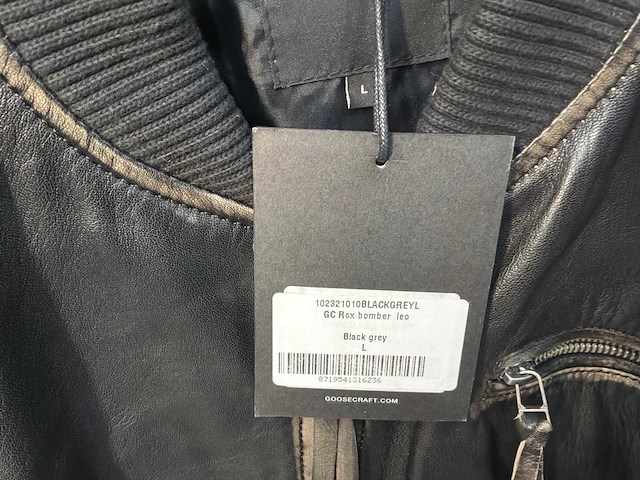 L
102321010BLACKGREYL
GC Rox bomber leo
Black grey
L
8719541316236
GOOSECRAFT.COM